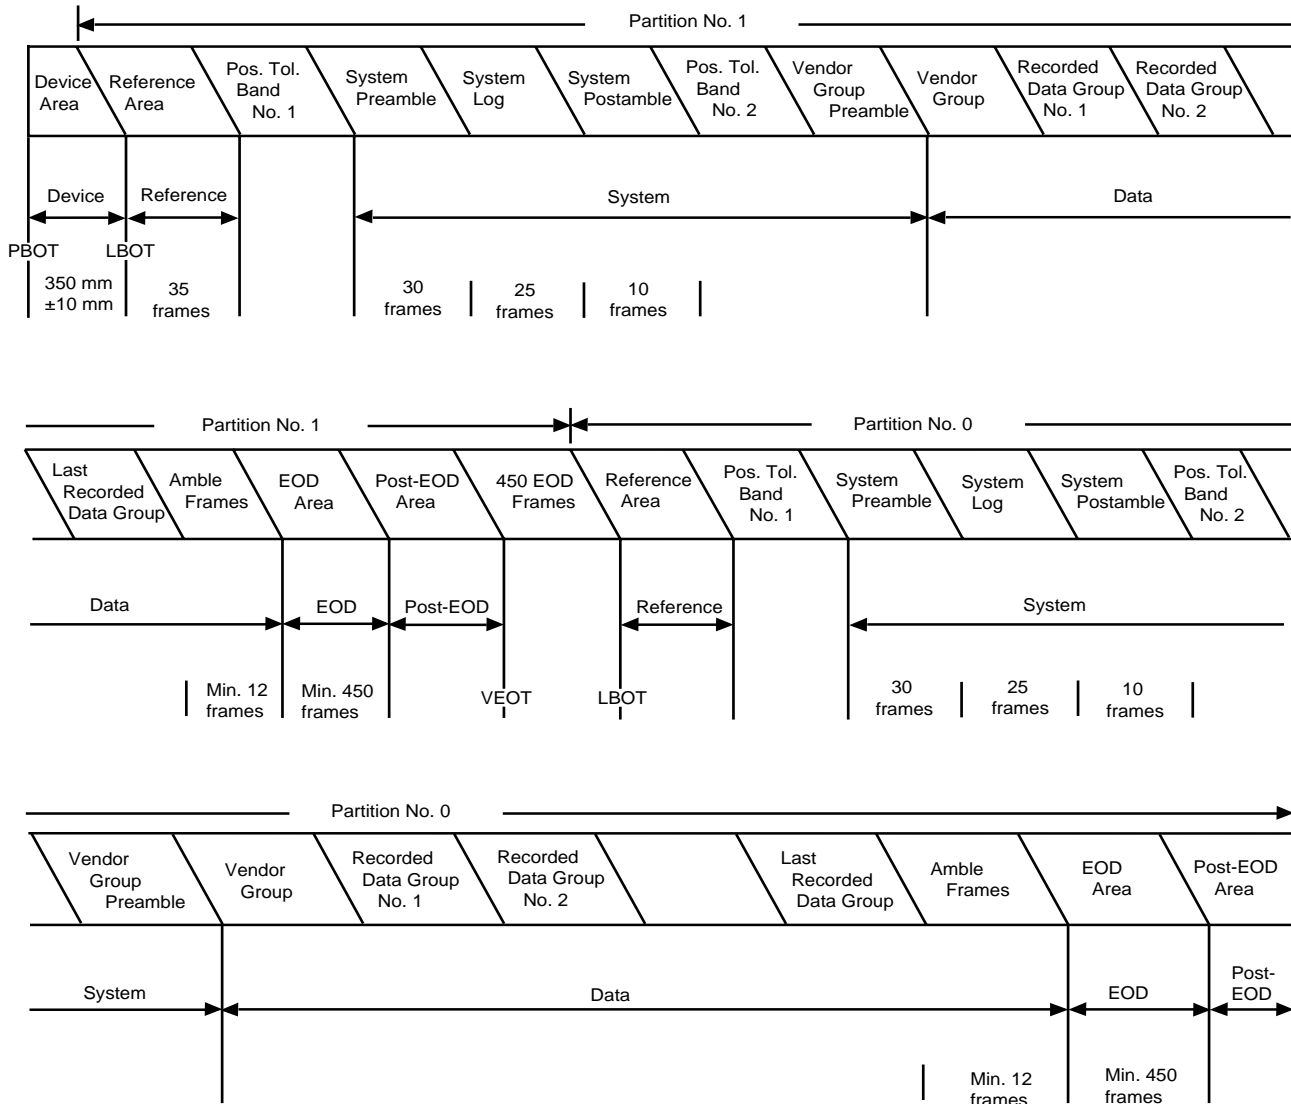 Partition No. 1
Device Area
Reference Area
Pos. Tol. Band No. 1
System Preamble
System Log
System Postamble
Pos. Tol. Band No. 2
Vendor Group Preamble
Vendor Group
Recorded Data Group No. 1
Recorded Data Group No. 2
Device
Reference
System
Data
PBOT
LBOT
350 mm ±10 mm
35 frames
30 frames
25 frames
10 frames
Partition No. 1
Partition No. 0
Last Recorded Data Group
Amble Frames
EOD Area
Post-EOD Area
450 EOD Frames
Reference Area
Pos. Tol. Band No. 1
System Preamble
System Log
System Postamble
Pos. Tol. Band No. 2
Data
EOD
Post-EOD
Reference
System
Min. 12 frames
Min. 450 frames
VEOT
LBOT
30 frames
25 frames
10 frames
Partition No. 0
Vendor Group Preamble
Vendor Group
Recorded Data Group No. 1
Recorded Data Group No. 2
Last Recorded Data Group
Amble Frames
EOD Area
Post-EOD Area
System
Data
EOD
Post-EOD
Min. 12 frames
Min. 450 frames